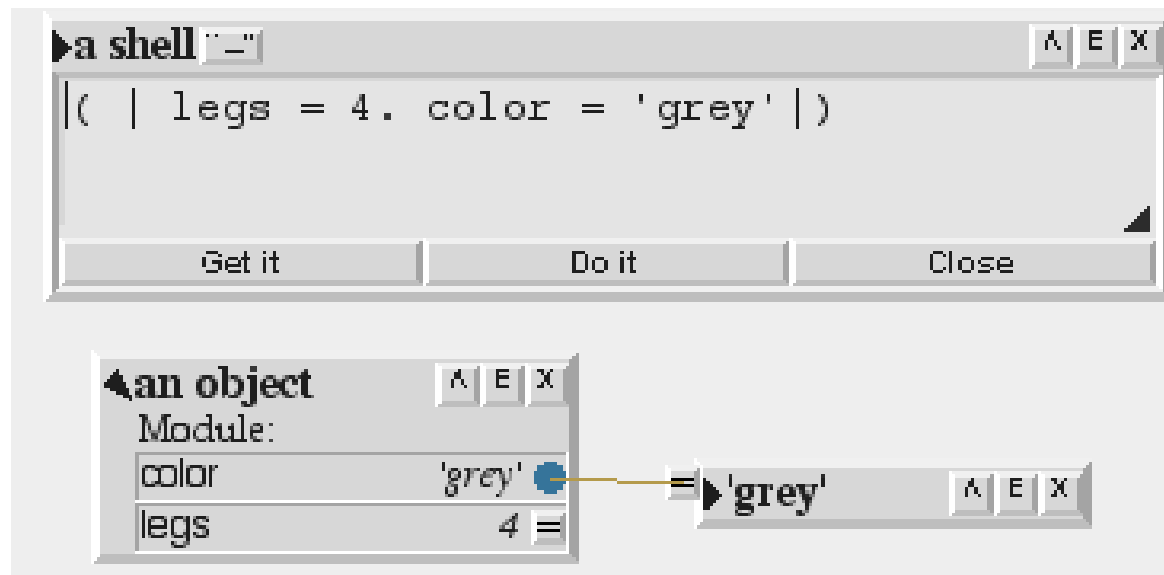 a shell "_" Λ E X
( | legs = 4. color = 'grey' | )
Get it Do it Close
an object Λ E X
Module:
color 'grey'
= 'grey' Λ E X
legs 4 =